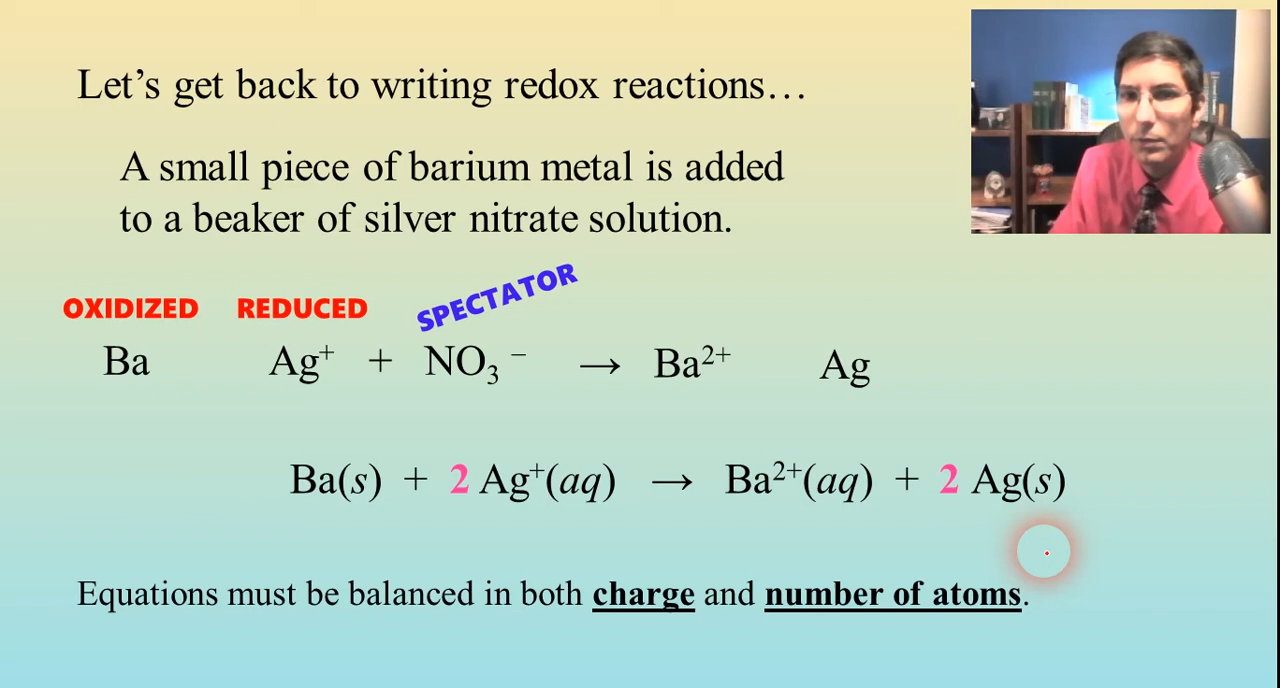 Let’s get back to writing redox reactions…
A small piece of barium metal is added
to a beaker of silver nitrate solution.
OXIDIZED REDUCED SPECTATOR
Ba Ag⁺ + NO₃⁻ → Ba²⁺ Ag
Ba(s) + 2 Ag⁺(aq) → Ba²⁺(aq) + 2 Ag(s)
Equations must be balanced in both charge and number of atoms.